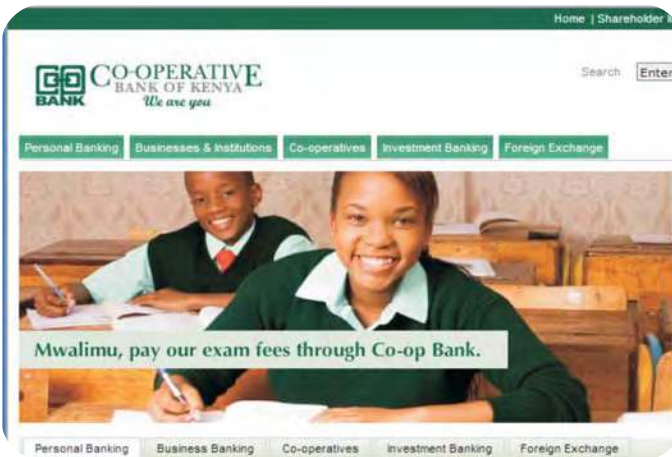 Home | Shareholder
CO-OPERATIVE
BANK OF KENYA
BANK
We are you
Search Enter
Personal Banking Businesses & Institutions Co-operatives Investment Banking Foreign Exchange
Mwalimu, pay our exam fees through Co-op Bank.
Personal Banking Business Banking Co-operatives Investment Banking Foreign Exchange